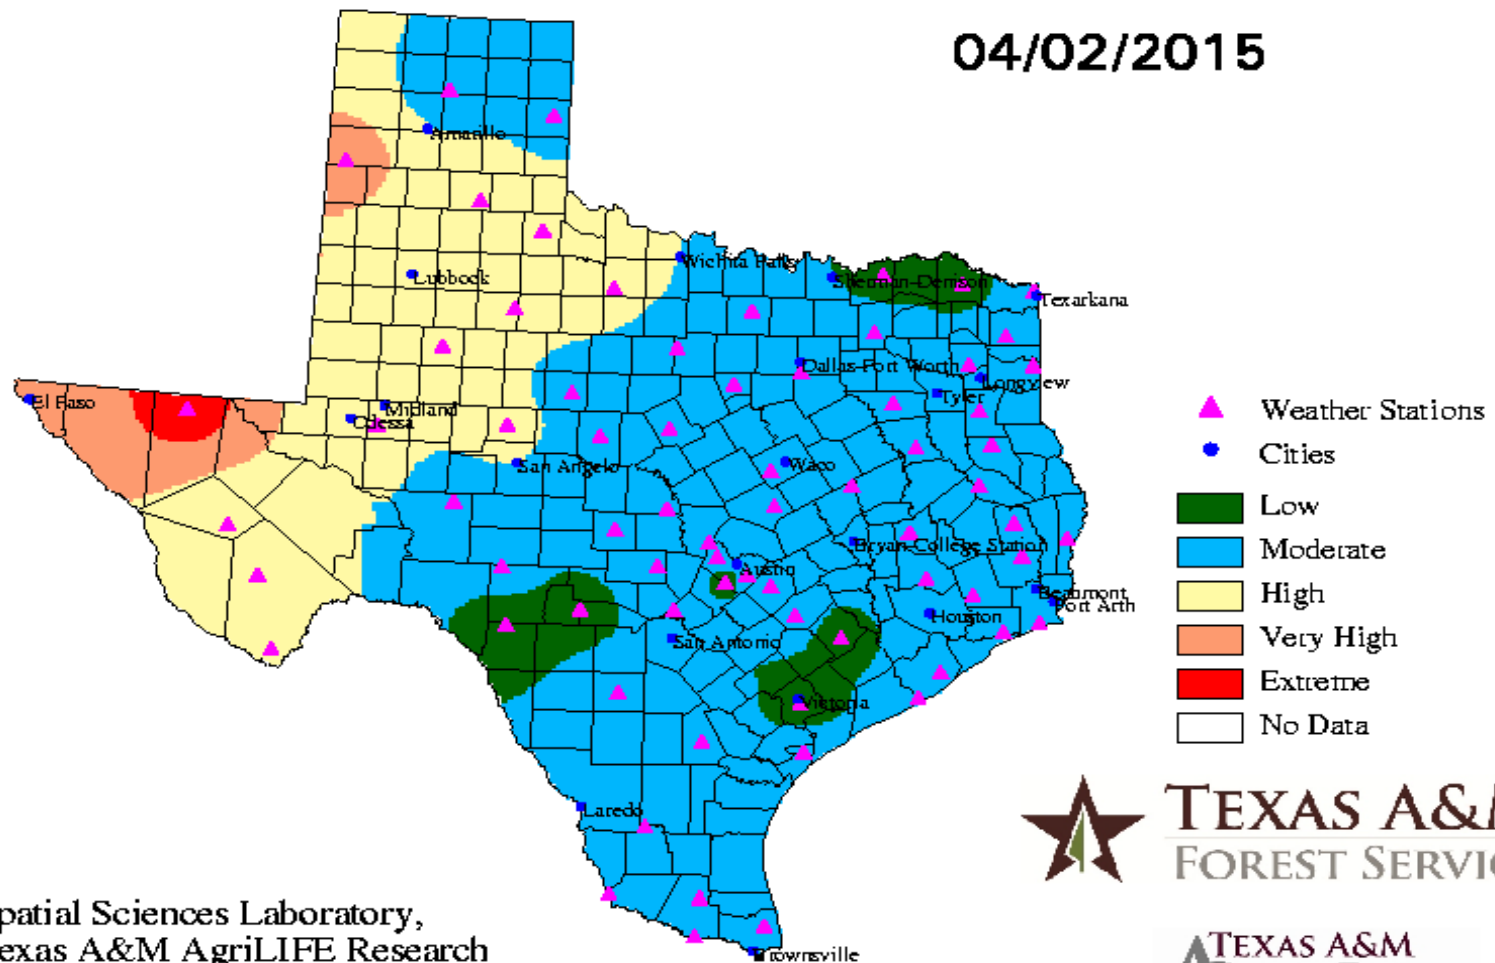 04/02/2015
Amarillo
Lubbock
Wichita Falls
Sherman-Denison
Texarkana
Dallas-Fort Worth
Longview
Tyler
El Paso
Midland
Odessa
San Angelo
Waco
Bryan College Station
Austin
Beaumont
Port Arth
Houston
San Antonio
Victoria
Laredo
Brownsville
Weather Stations
Cities
Low
Moderate
High
Very High
Extreme
No Data
TEXAS A&M
FOREST SERVIC
patial Sciences Laboratory,
exas A&M AgriLIFE Research
TEXAS A&M